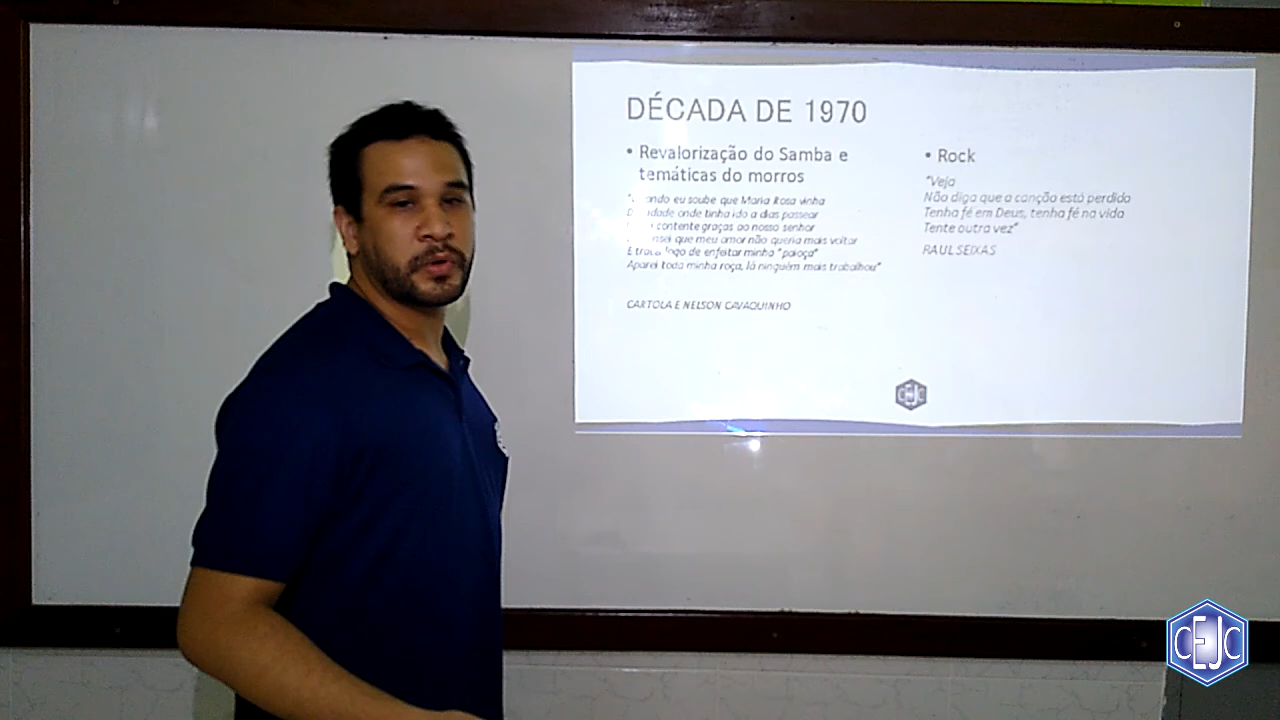 DÉCADA DE 1970
• Revalorização do Samba e
temáticas do morros
eu soube que Maria Rosa vinha
onde tinha ido a dias passear
contente graças ao nosso senhor
que meu amor não queria mais voltar
E logo de enfeitar minha "paioça"
Aparei toda minha roça, lá ninguém mais trabalhou"
CARTOLA E NELSON CAVAQUINHO
• Rock
"Veja
Não diga que a canção está perdida
Tenha fé em Deus, tenha fé na vida
Tente outra vez"
RAUL SEIXAS
CEJC
CEJC